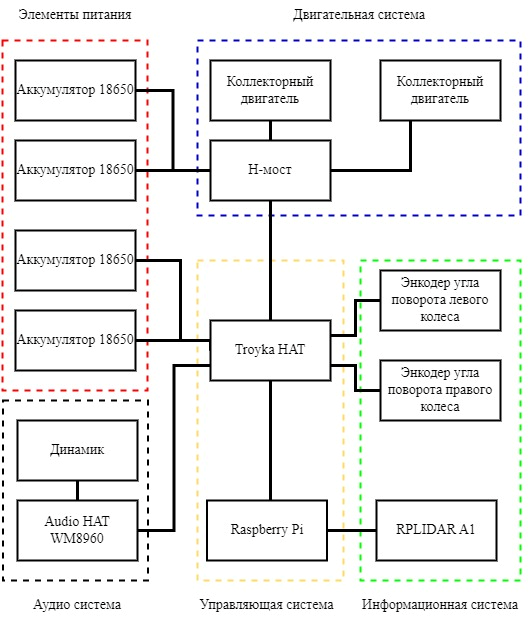 Элементы питания
Двигательная система
Аккумулятор 18650
Коллекторный
двигатель
Коллекторный
двигатель
Аккумулятор 18650
Н-мост
Аккумулятор 18650
Энкодер угла
поворота левого
колеса
Аккумулятор 18650
Troyka HAT
Энкодер угла
поворота правого
колеса
Динамик
Audio HAT
WM8960
Raspberry Pi
RPLIDAR A1
Аудио система
Управляющая система
Информационная система